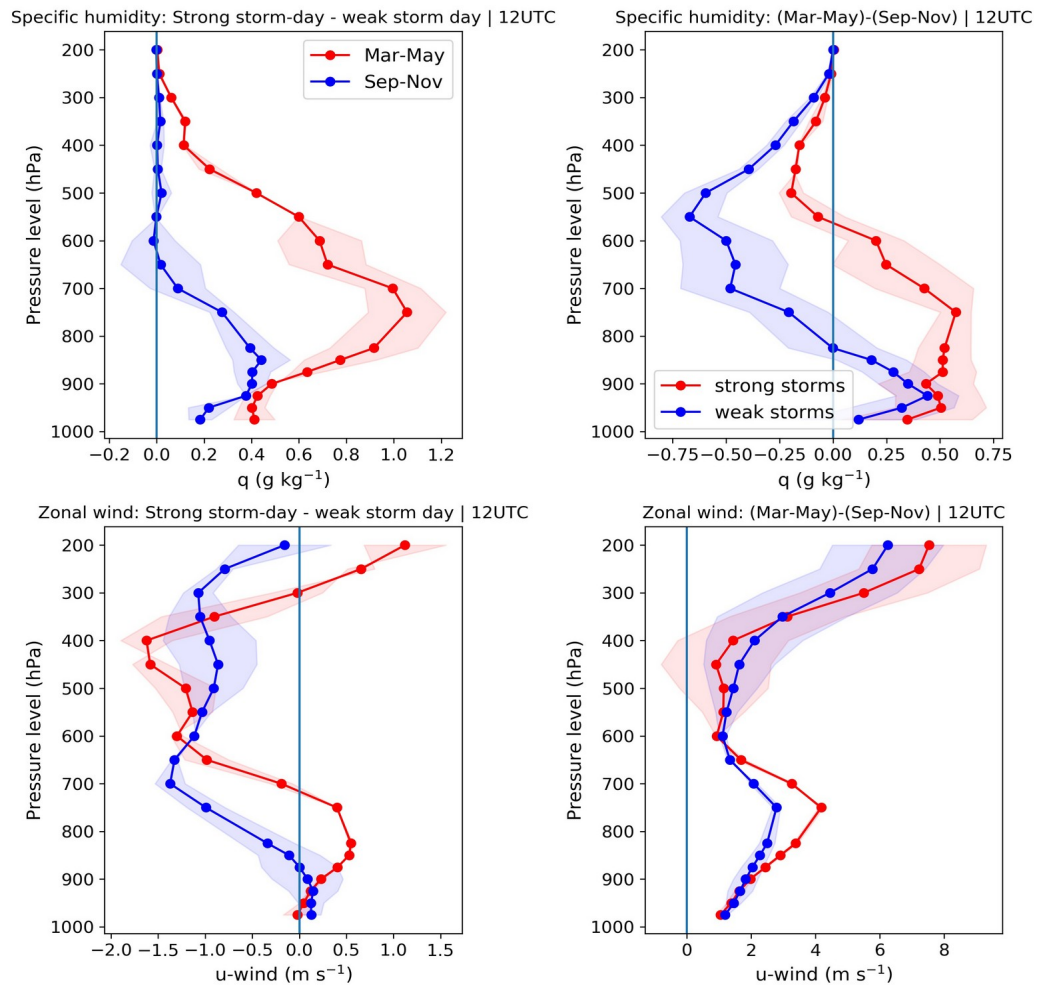 Specific humidity: Strong storm-day - weak storm day | 12UTC
Pressure level (hPa)
200
300
400
500
600
700
800
900
1000
Mar-May
Sep-Nov
−0.2 0.0 0.2 0.4 0.6 0.8 1.0 1.2
q (g kg⁻¹)
Specific humidity: (Mar-May)-(Sep-Nov) | 12UTC
Pressure level (hPa)
200
300
400
500
600
700
800
900
1000
strong storms
weak storms
−0.75 −0.50 −0.25 0.00 0.25 0.50 0.75
q (g kg⁻¹)
Zonal wind: Strong storm-day - weak storm day | 12UTC
Pressure level (hPa)
200
300
400
500
600
700
800
900
1000
−2.0 −1.5 −1.0 −0.5 0.0 0.5 1.0 1.5
u-wind (m s⁻¹)
Zonal wind: (Mar-May)-(Sep-Nov) | 12UTC
Pressure level (hPa)
200
300
400
500
600
700
800
900
1000
0 2 4 6 8
u-wind (m s⁻¹)